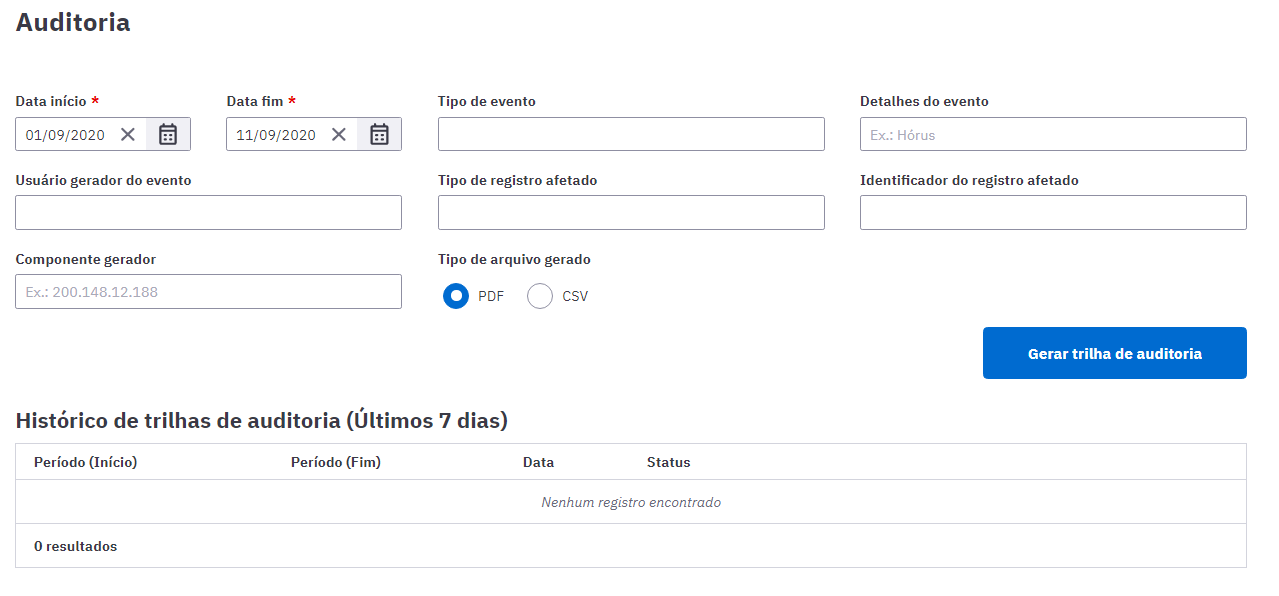 Auditoria
Data início * Data fim * Tipo de evento Detalhes do evento
01/09/2020 11/09/2020 Ex.: Hórus
Usuário gerador do evento Tipo de registro afetado Identificador do registro afetado
Componente gerador Tipo de arquivo gerado
Ex.: 200.148.12.188 PDF CSV
Gerar trilha de auditoria
Histórico de trilhas de auditoria (Últimos 7 dias)
Período (Início) Período (Fim) Data Status
Nenhum registro encontrado
0 resultados